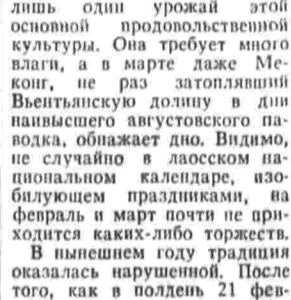 лишь один урожай этой
основной продовольственной
культуры. Она требует много
влаги, а в марте даже Ме-
конг, не раз затоплявший
Вьентьянскую долину в дни
наивысшего августовского па-
водка, обнажает дно. Видимо,
не случайно в лаосском на-
циональном календаре, изо-
билующем праздниками, на
февраль и март почти не при-
ходится каких-либо торжеств.
В нынешнем году традиция
оказалась нарушенной. После
того, как в полдень 21 фев-